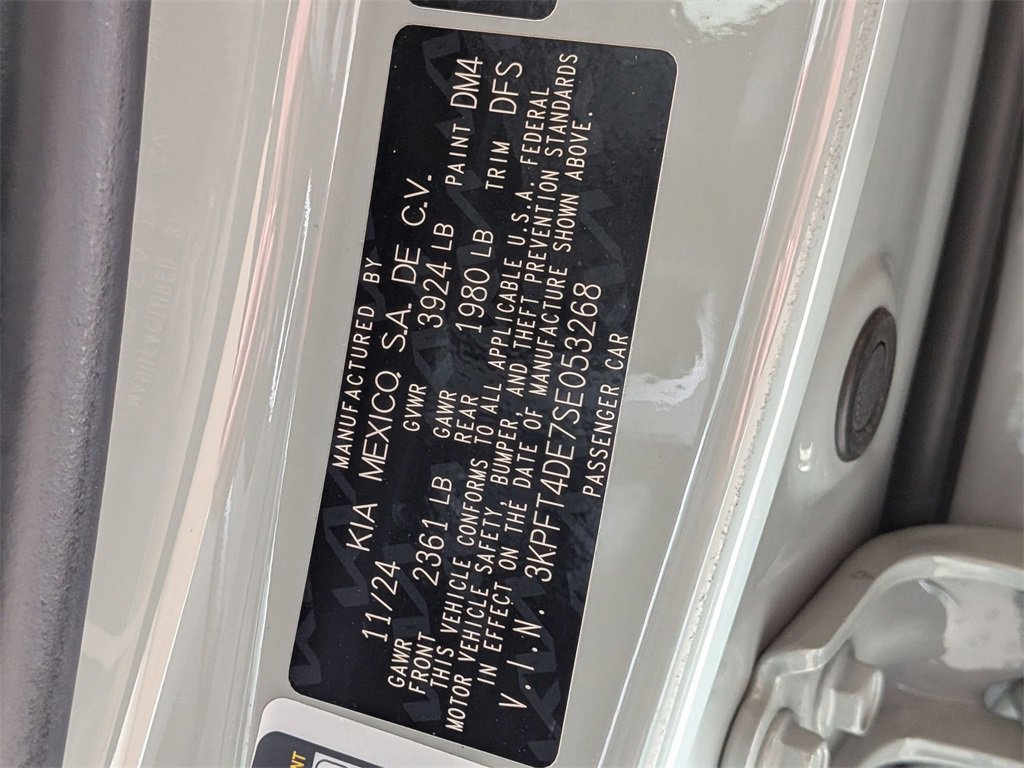 MANUFACTURED BY
11/24 KIA MEXICO, S.A. DE C.V.
GAWR FRONT 2361 LB GVWR 3924 LB PAINT DM4
GAWR REAR 1980 LB TRIM DFS
THIS VEHICLE CONFORMS TO ALL APPLICABLE U.S.A. FEDERAL
MOTOR VEHICLE SAFETY BUMPER, AND THEFT PREVENTION STANDARDS
IN EFFECT ON THE DATE OF MANUFACTURE SHOWN ABOVE.
V.I.N. 3KPFT4DE7SE053268
PASSENGER CAR